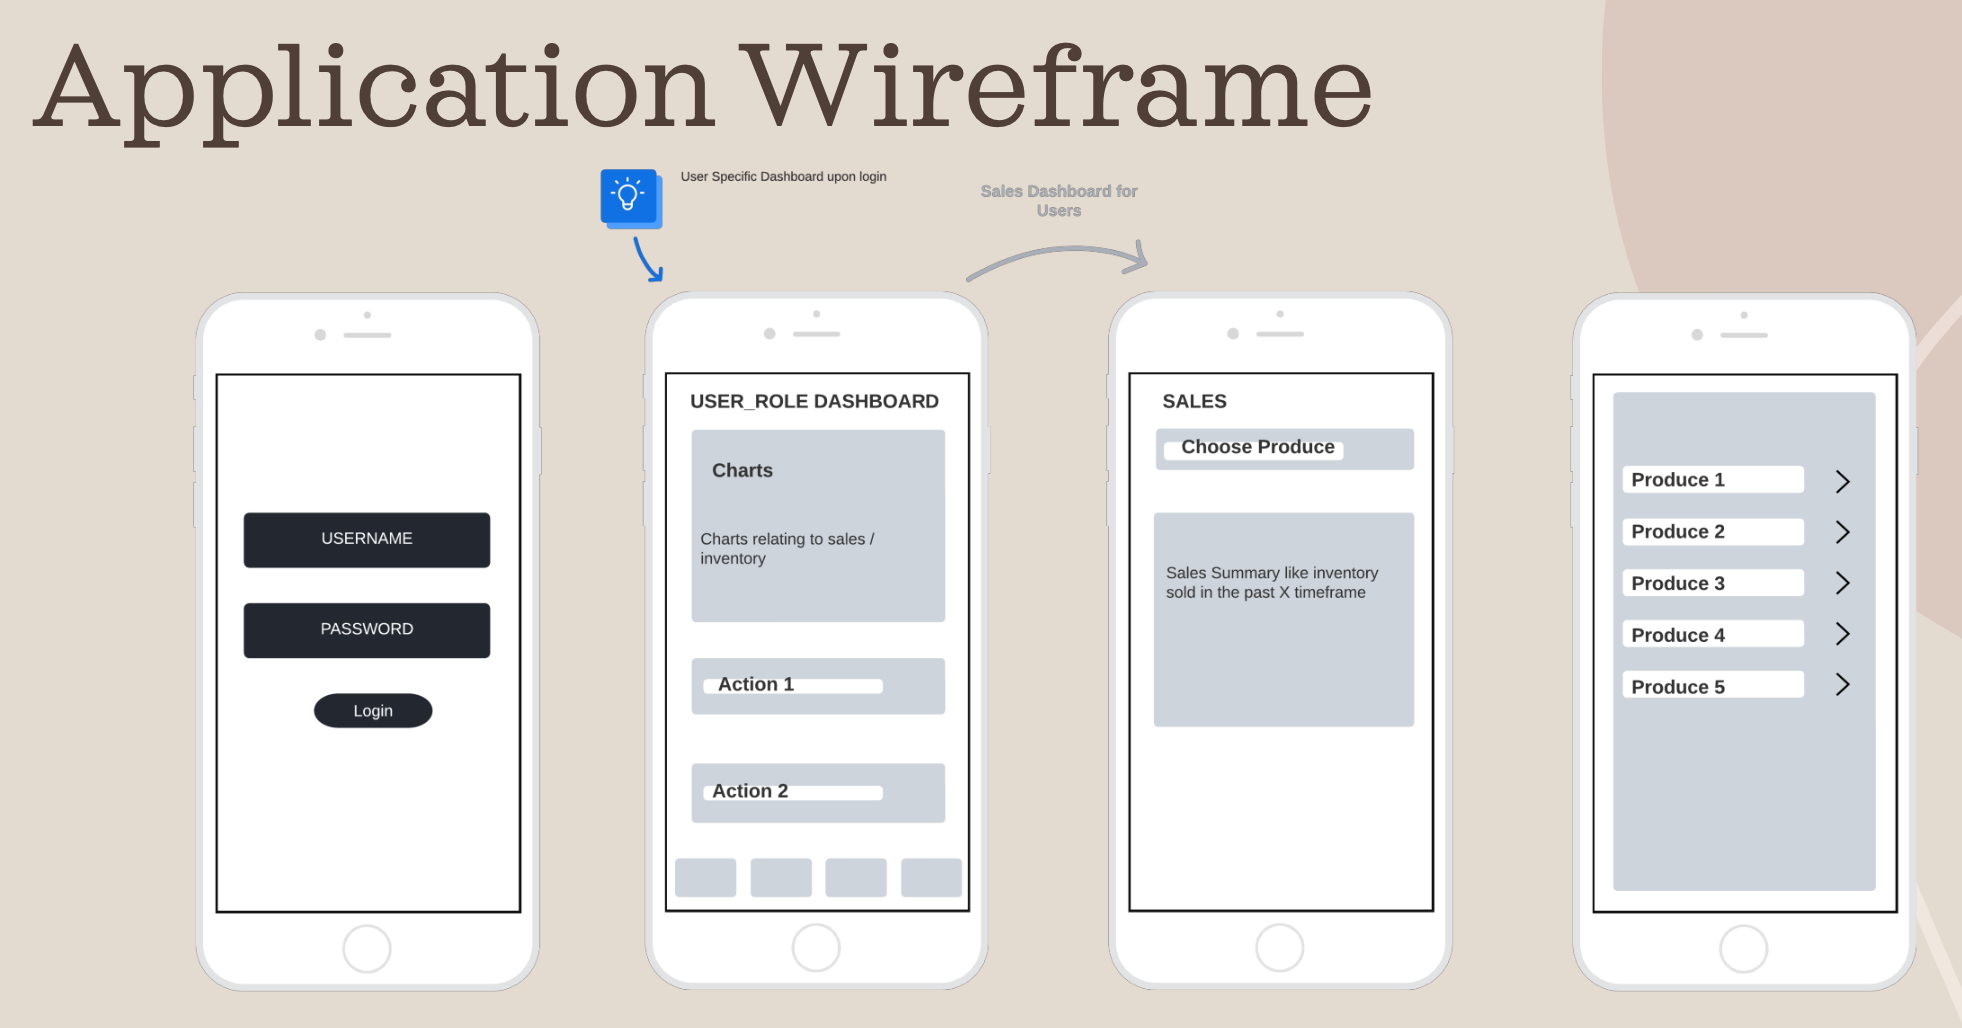 Application Wireframe
User Specific Dashboard upon login
Sales Dashboard for
Users
USERNAME
PASSWORD
Login
USER_ROLE DASHBOARD
Charts
Charts relating to sales /
inventory
Action 1
Action 2
SALES
Choose Produce
Sales Summary like inventory
sold in the past X timeframe
Produce 1
Produce 2
Produce 3
Produce 4
Produce 5